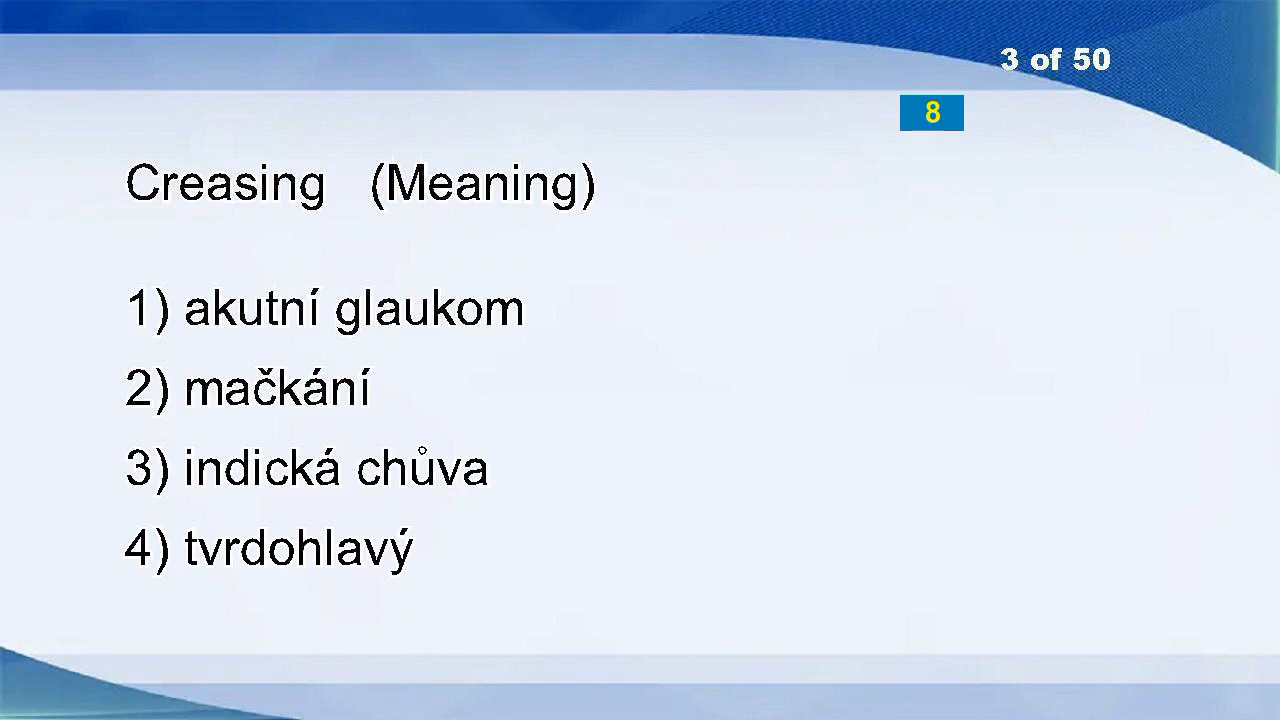 3 of 50
8
Creasing (Meaning)
1) akutní glaukom
2) mačkání
3) indická chůva
4) tvrdohlavý